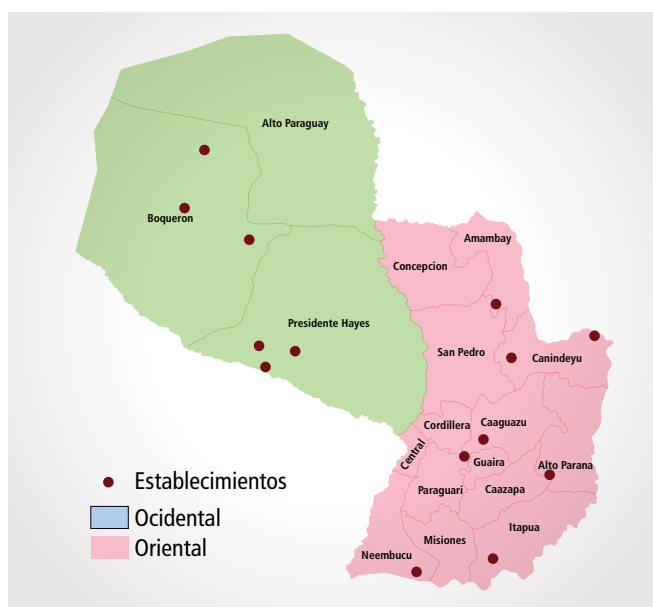 Alto Paraguay
Boqueron
Amambay
Concepcion
Presidente Hayes
San Pedro
Canindeyu
Cordillera
Caaguazu
Central
Guaira
Alto Parana
Paraguari
Caazapa
Itapua
Misiones
Neembucu
Establecimientos
Ocidental
Oriental